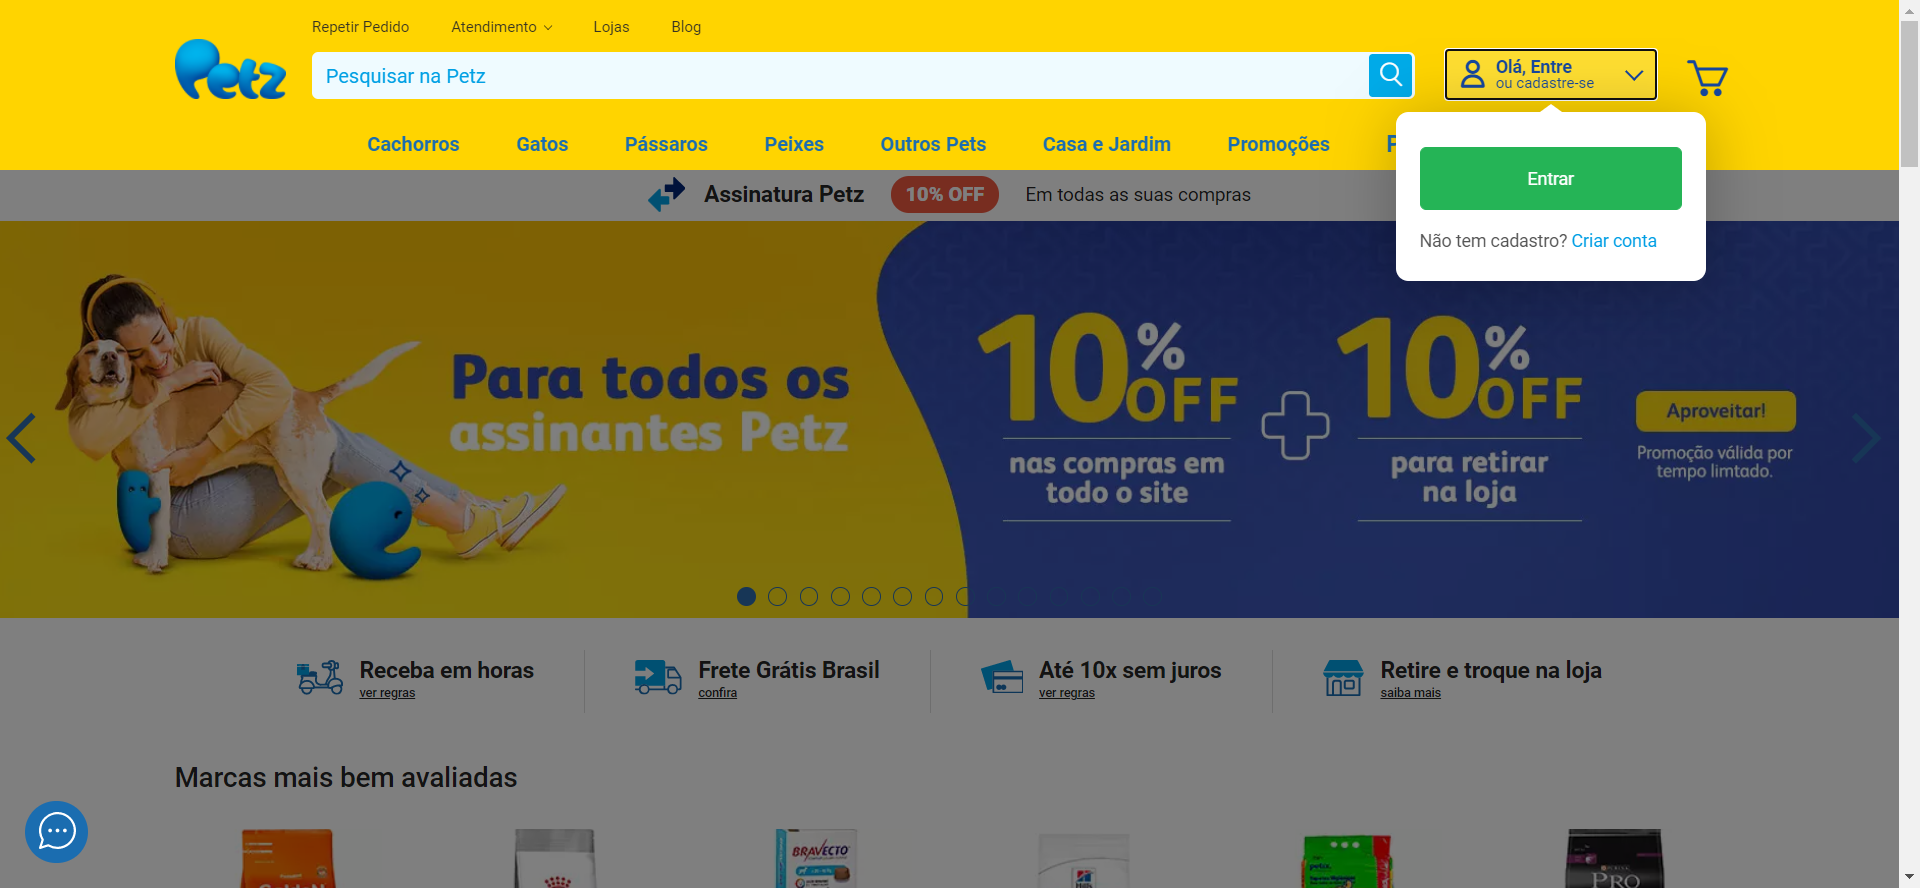 Repetir Pedido
Atendimento
Lojas
Blog
Petz
Pesquisar na Petz
Olá, Entre
ou cadastre-se
Cachorros
Gatos
Pássaros
Peixes
Outros Pets
Casa e Jardim
Promoções
Entrar
Não tem cadastro? Criar conta
Assinatura Petz
10% OFF
Em todas as suas compras
Para todos os
assinantes Petz
10% OFF
nas compras em
todo o site
10% OFF
para retirar
na loja
Aproveitar!
Promoção válida por
tempo limtado.
Receba em horas
ver regras
Frete Grátis Brasil
confira
Até 10x sem juros
ver regras
Retire e troque na loja
saiba mais
Marcas mais bem avaliadas
BRAVECTO
petz
Hill's
PRO